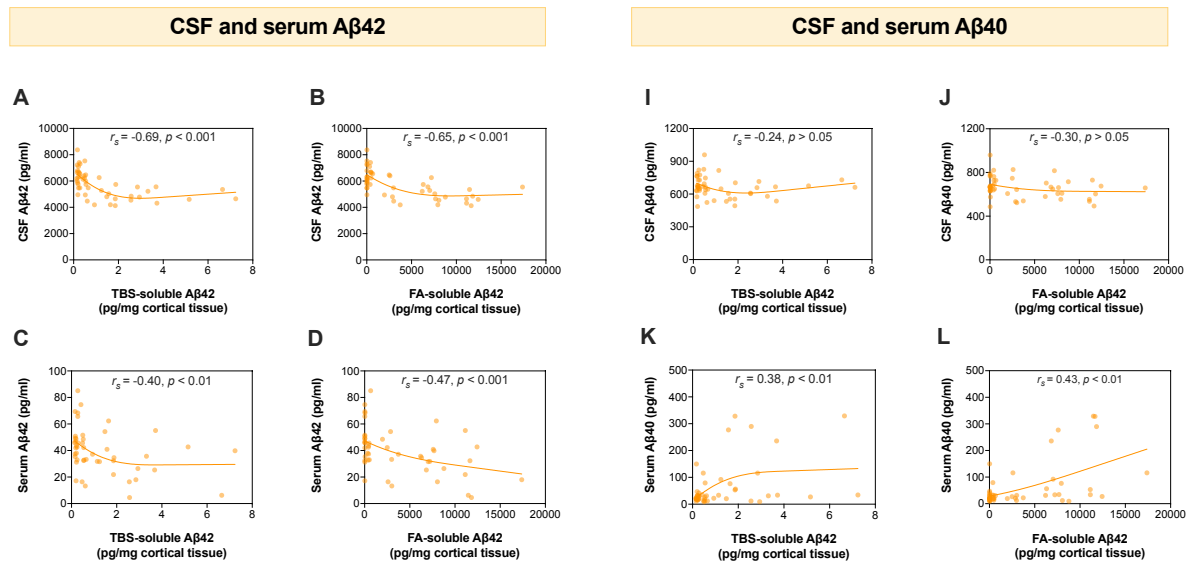 CSF and serum Aβ42
CSF and serum Aβ40
A
r_s = -0.69, p < 0.001
CSF Aβ42 (pg/ml)
10000
8000
6000
4000
2000
0
0 2 4 6 8
TBS-soluble Aβ42
(pg/mg cortical tissue)
B
r_s = -0.65, p < 0.001
CSF Aβ42 (pg/ml)
10000
8000
6000
4000
2000
0
0 5000 10000 15000 20000
FA-soluble Aβ42
(pg/mg cortical tissue)
I
r_s = -0.24, p > 0.05
CSF Aβ40 (pg/ml)
1200
900
600
300
0
0 2 4 6 8
TBS-soluble Aβ42
(pg/mg cortical tissue)
J
r_s = -0.30, p > 0.05
CSF Aβ40 (pg/ml)
1200
800
400
0
0 5000 10000 15000 20000
FA-soluble Aβ42
(pg/mg cortical tissue)
C
r_s = -0.40, p < 0.01
Serum Aβ42 (pg/ml)
100
80
60
40
20
0
0 2 4 6 8
TBS-soluble Aβ42
(pg/mg cortical tissue)
D
r_s = -0.47, p < 0.001
Serum Aβ42 (pg/ml)
100
80
60
40
20
0
0 5000 10000 15000 20000
FA-soluble Aβ42
(pg/mg cortical tissue)
K
r_s = 0.38, p < 0.01
Serum Aβ40 (pg/ml)
500
400
300
200
100
0
0 2 4 6 8
TBS-soluble Aβ42
(pg/mg cortical tissue)
L
r_s = 0.43, p < 0.01
Serum Aβ40 (pg/ml)
500
400
300
200
100
0
0 5000 10000 15000 20000
FA-soluble Aβ42
(pg/mg cortical tissue)